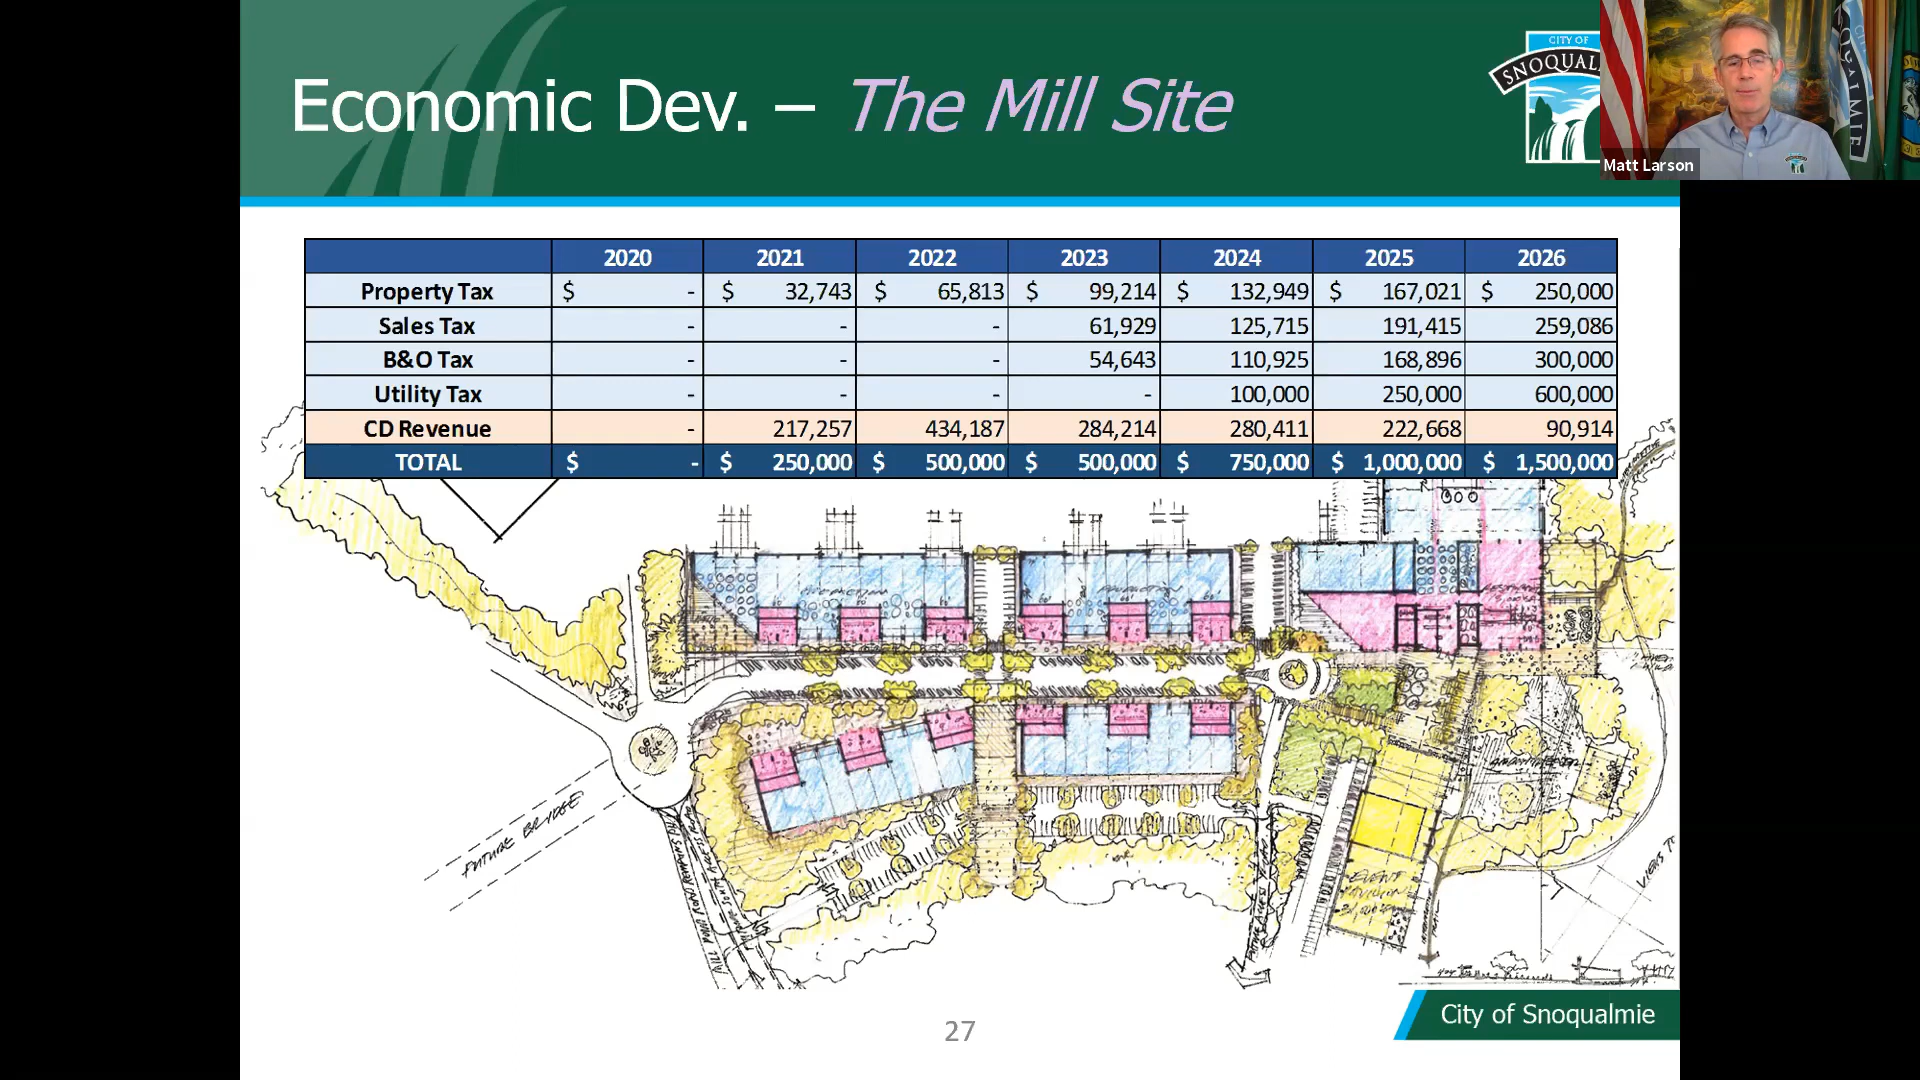 Economic Dev. – The Mill Site
CITY OF
Matt Larson
2020 2021 2022 2023 2024 2025 2026
Property Tax $ - $ 32,743 $ 65,813 $ 99,214 $ 132,949 $ 167,021 $ 250,000
Sales Tax - - - 61,929 125,715 191,415 259,086
B&O Tax - - - 54,643 110,925 168,896 300,000
Utility Tax - - - - 100,000 250,000 600,000
CD Revenue - 217,257 434,187 284,214 280,411 222,668 90,914
TOTAL $ - $ 250,000 $ 500,000 $ 500,000 $ 750,000 $ 1,000,000 $ 1,500,000
FUTURE BRIDGE
EVENT
PAVILION
VIEWS
City of Snoqualmie
27